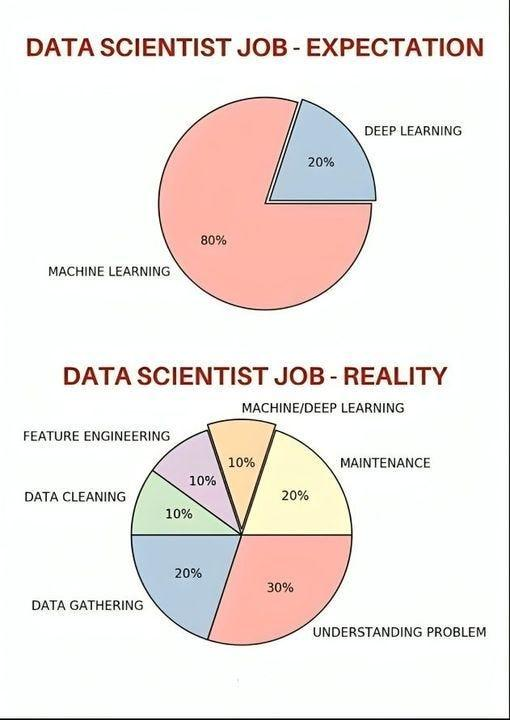 DATA SCIENTIST JOB - EXPECTATION
DEEP LEARNING
20%
80%
MACHINE LEARNING
DATA SCIENTIST JOB - REALITY
MACHINE/DEEP LEARNING
FEATURE ENGINEERING
10%
MAINTENANCE
10%
20%
DATA CLEANING
10%
20%
30%
DATA GATHERING
UNDERSTANDING PROBLEM